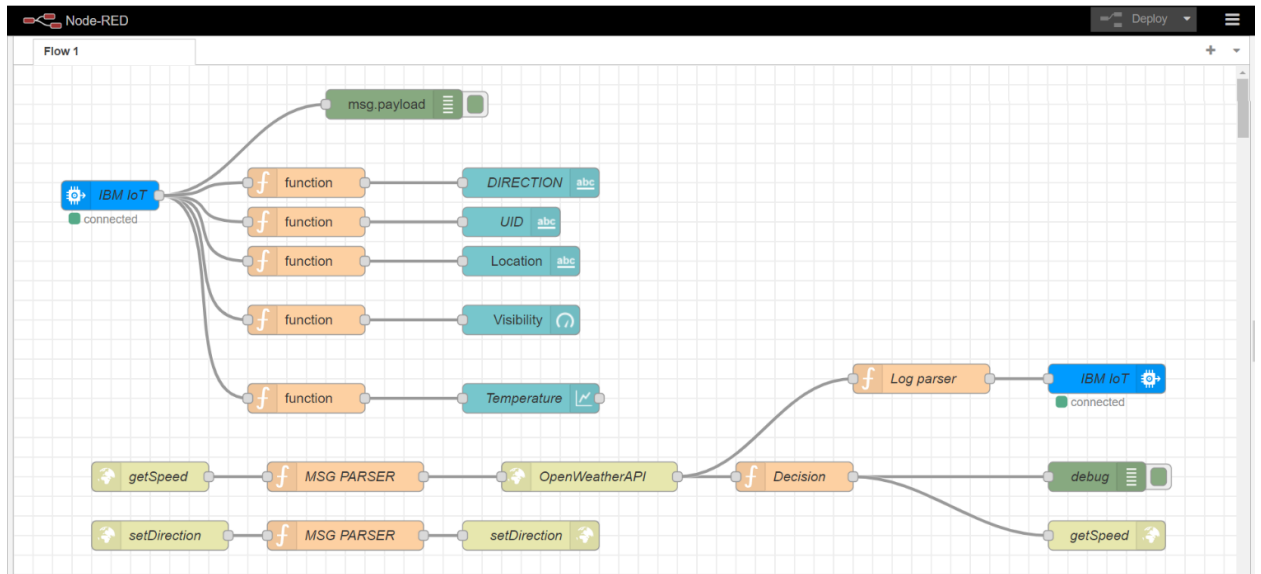 Node-RED
Deploy
Flow 1
msg.payload
IBM IoT
connected
function
DIRECTION
abc
function
UID
abc
function
Location
abc
function
Visibility
function
Temperature
Log parser
IBM IoT
connected
getSpeed
MSG PARSER
OpenWeatherAPI
Decision
debug
setDirection
MSG PARSER
setDirection
getSpeed